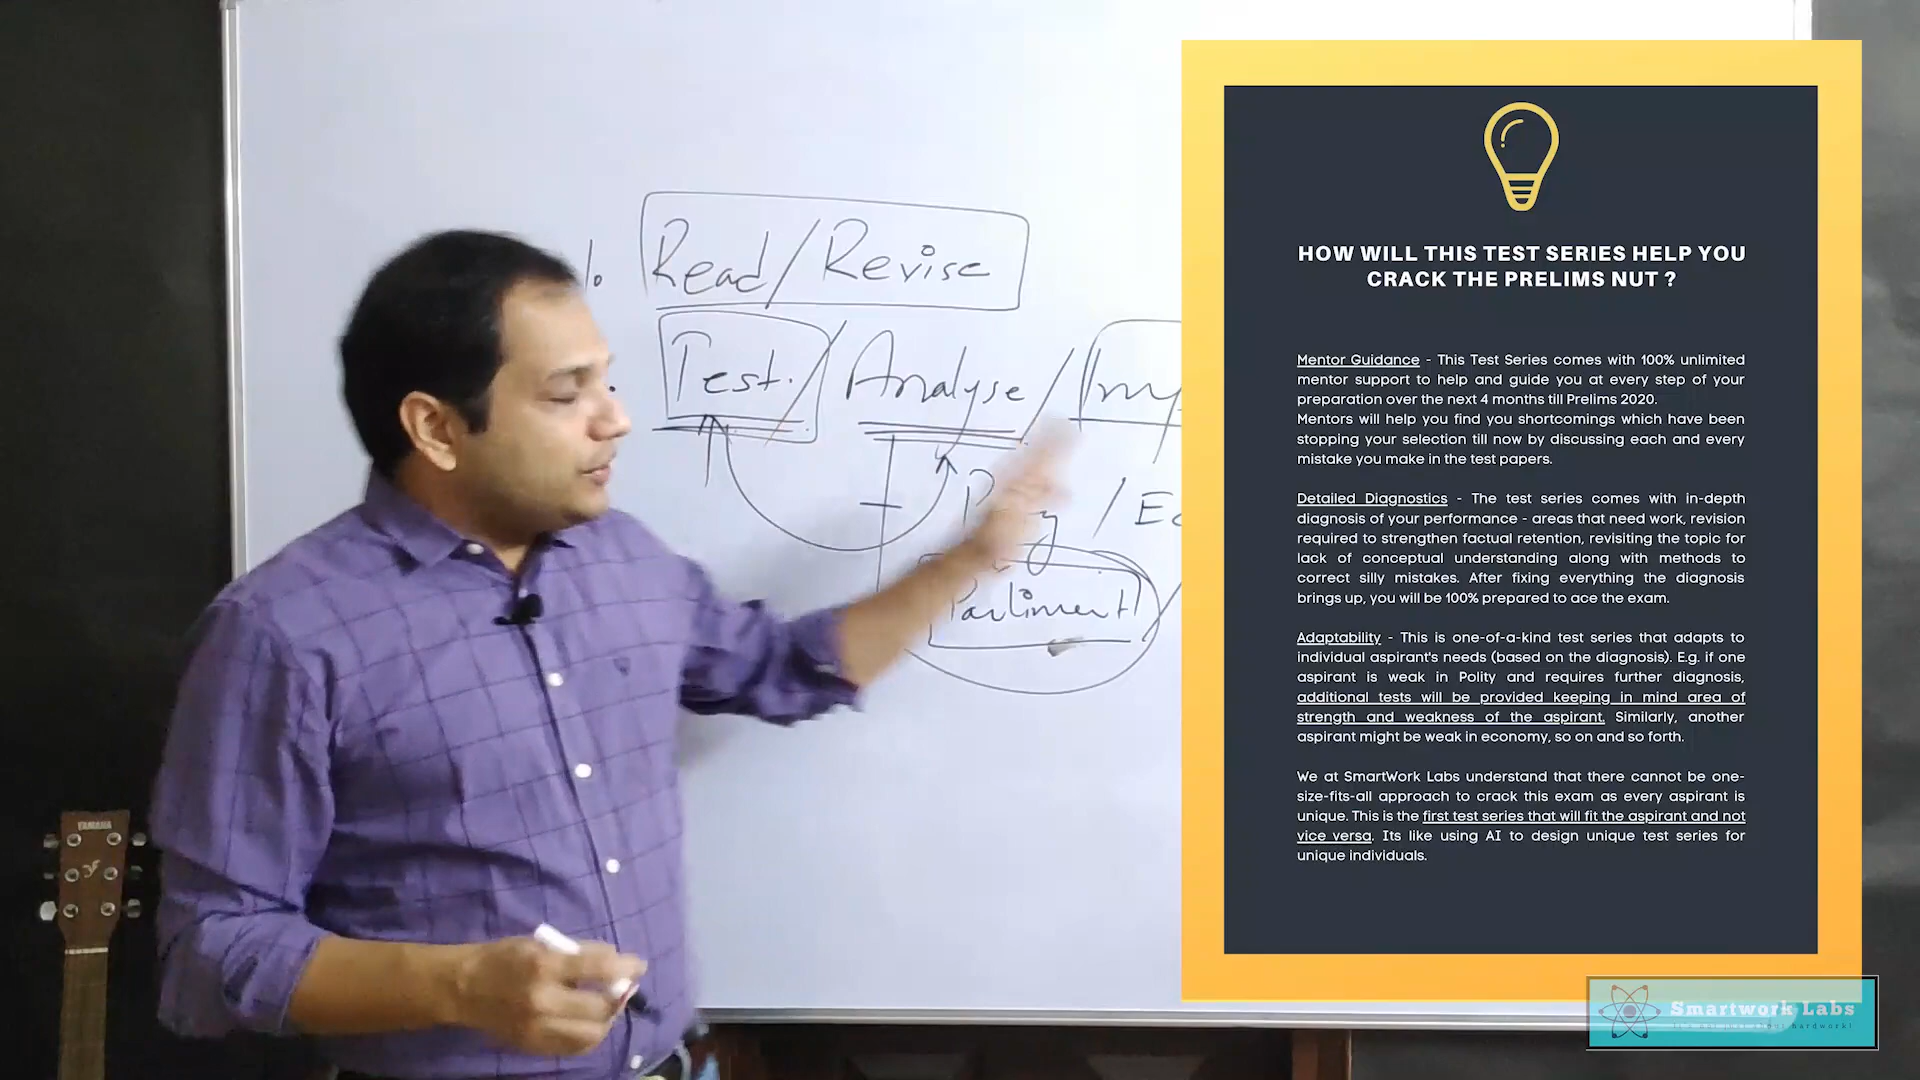 1. Read/Revise
Test. / Analyse / Imp
/ Ec
Parliment /
YAMAHA
HOW WILL THIS TEST SERIES HELP YOU
CRACK THE PRELIMS NUT ?
Mentor Guidance - This Test Series comes with 100% unlimited
mentor support to help and guide you at every step of your
preparation over the next 4 months till Prelims 2020.
Mentors will help you find you shortcomings which have been
stopping your selection till now by discussing each and every
mistake you make in the test papers.
Detailed Diagnostics - The test series comes with in-depth
diagnosis of your performance - areas that need work, revision
required to strengthen factual retention, revisiting the topic for
lack of conceptual understanding along with methods to
correct silly mistakes. After fixing everything the diagnosis
brings up, you will be 100% prepared to ace the exam.
Adaptability - This is one-of-a-kind test series that adapts to
individual aspirant's needs (based on the diagnosis). E.g. if one
aspirant is weak in Polity and requires further diagnosis,
additional tests will be provided keeping in mind area of
strength and weakness of the aspirant. Similarly, another
aspirant might be weak in economy, so on and so forth.
We at SmartWork Labs understand that there cannot be one-
size-fits-all approach to crack this exam as every aspirant is
unique. This is the first test series that will fit the aspirant and not
vice versa. Its like using AI to design unique test series for
unique individuals.
Smartwork Labs
It's not just about hardwork!